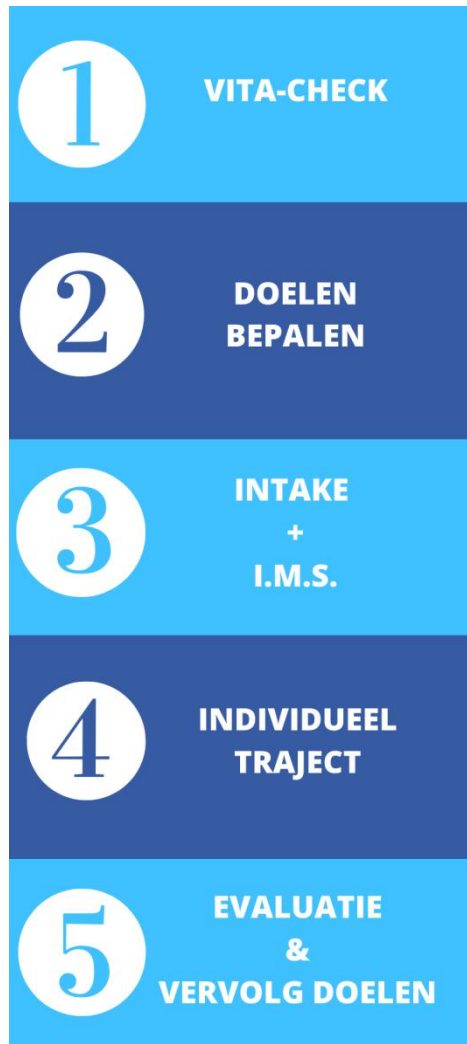 1
VITA-CHECK
2
DOELEN
BEPALEN
3
INTAKE
+
I.M.S.
4
INDIVIDUEEL
TRAJECT
5
EVALUATIE
&
VERVOLG DOELEN